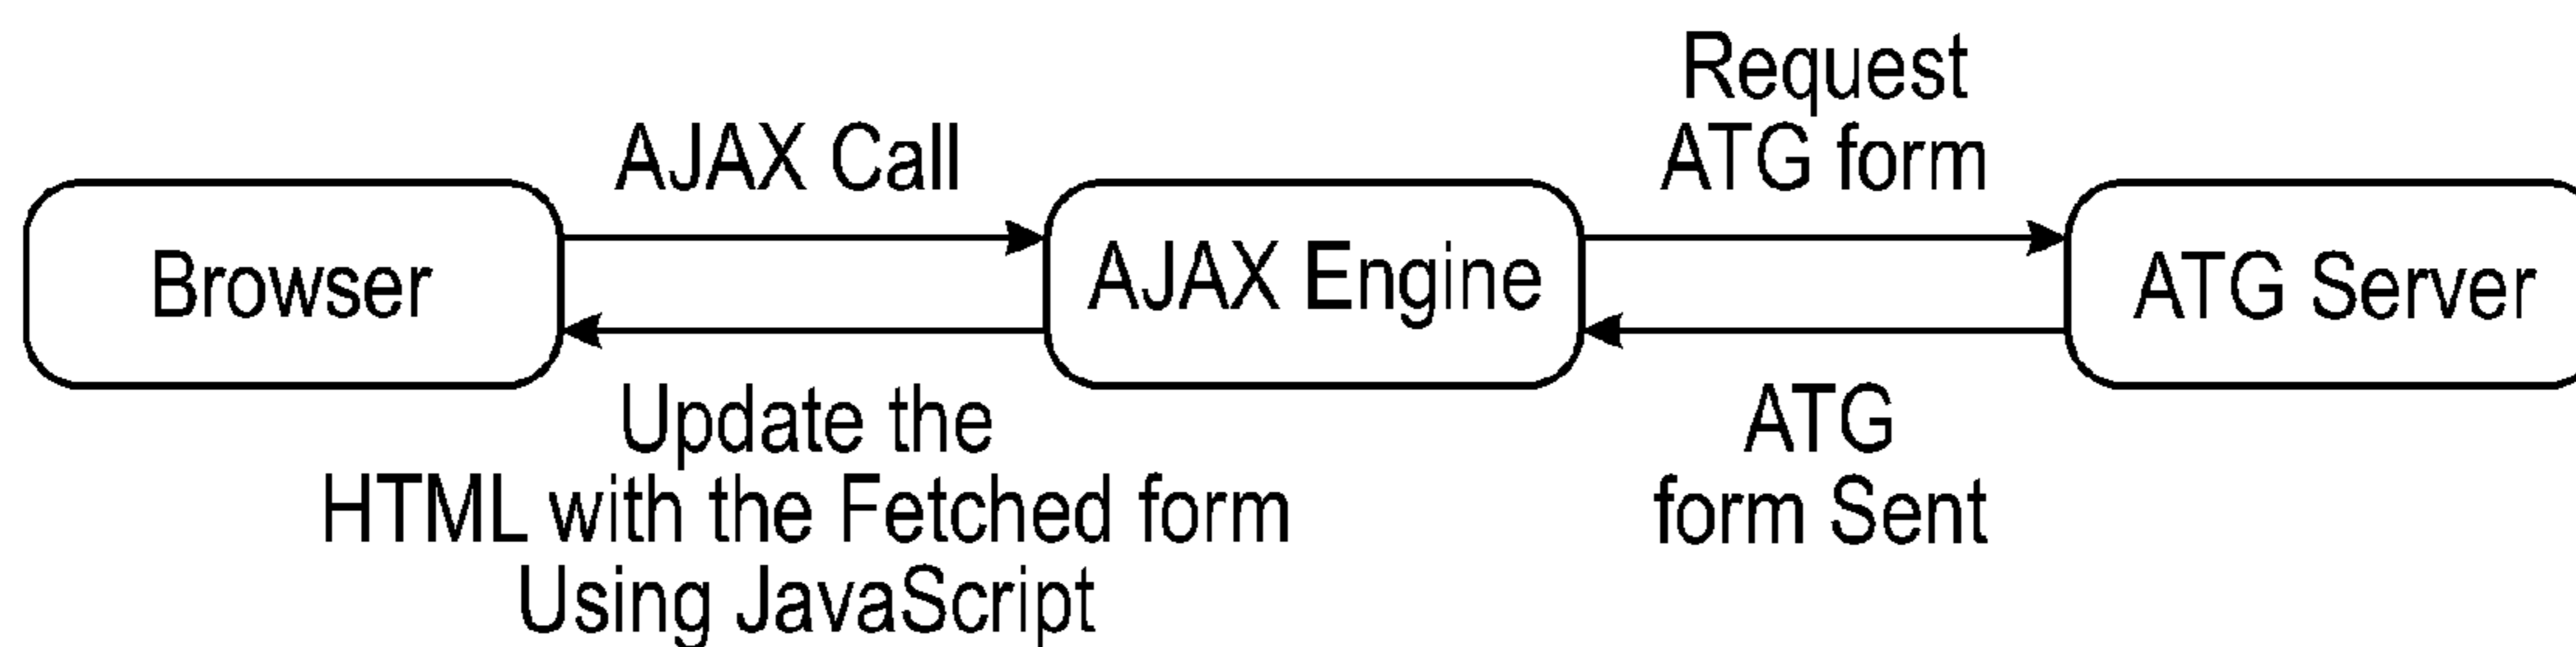 Request
ATG form
AJAX Call
Browser
AJAX Engine
ATG Server
Update the
HTML with the Fetched form
Using JavaScript
ATG
form Sent